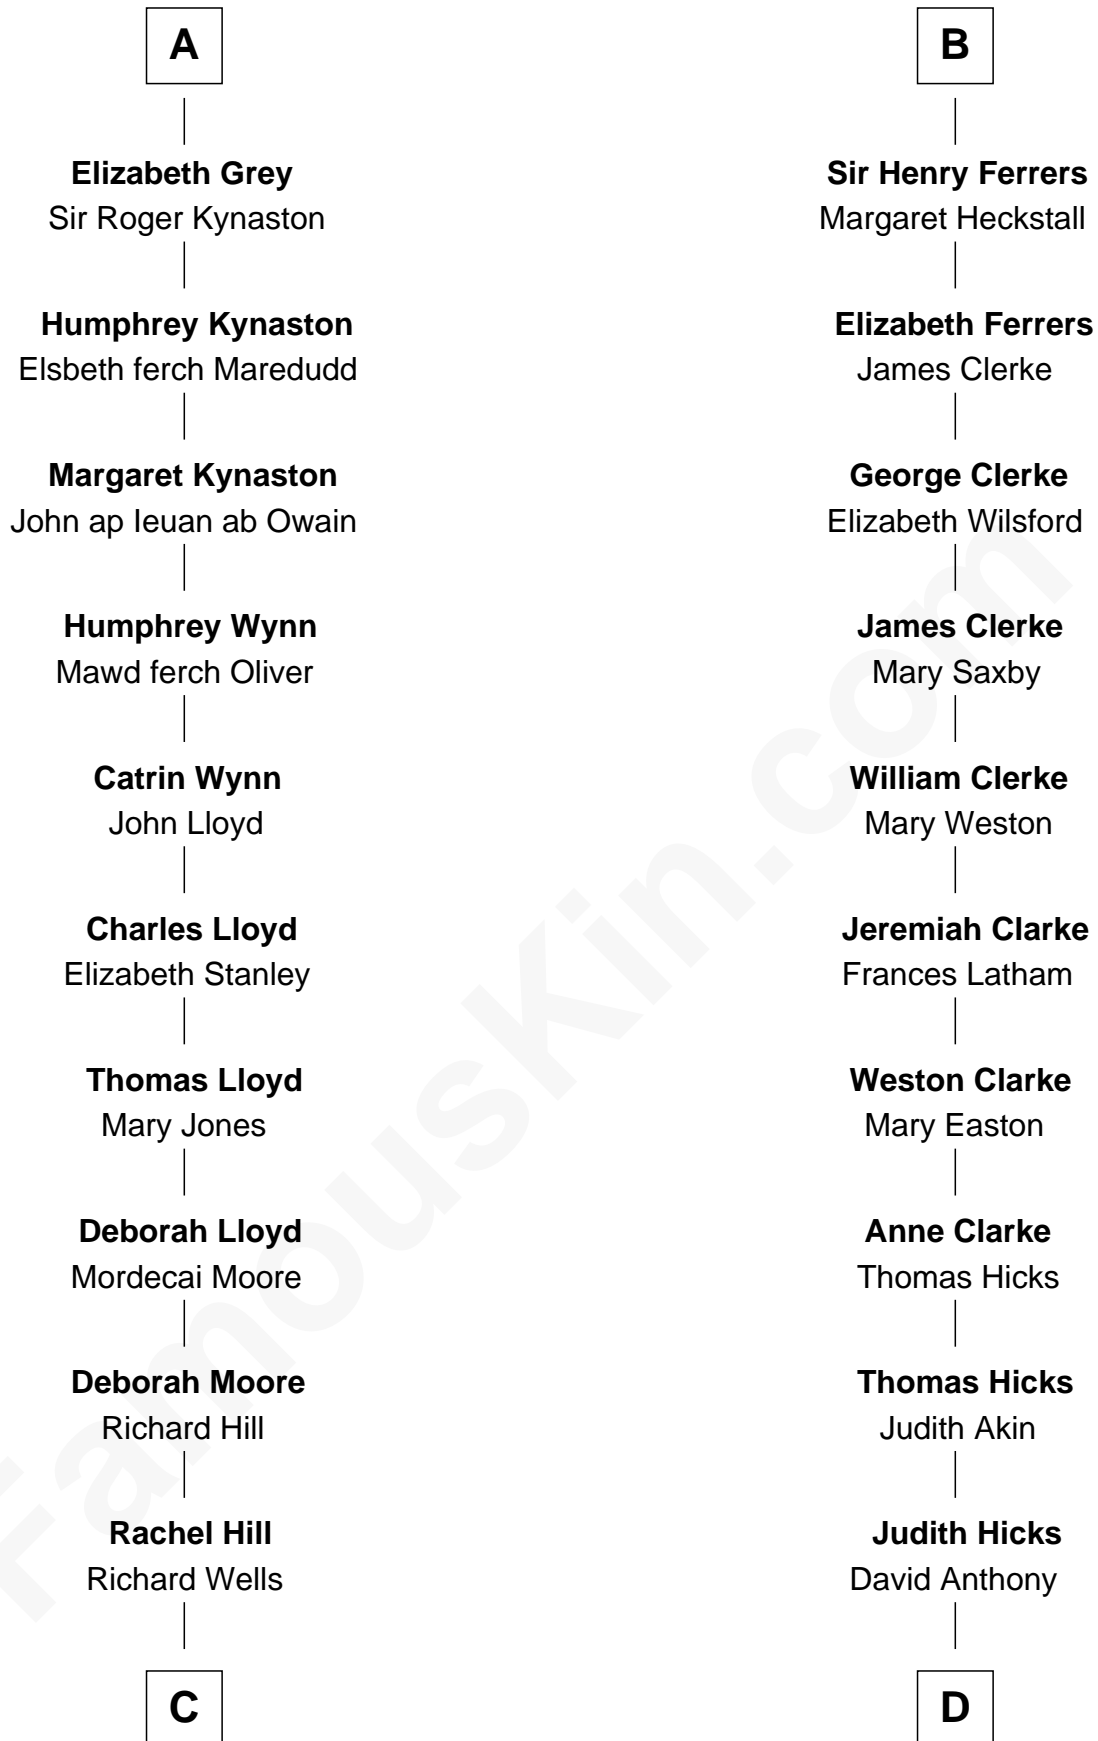 A
Elizabeth Grey
Sir Roger Kynaston
Humphrey Kynaston
Elsbeth ferch Maredudd
Margaret Kynaston
John ap Ieuan ab Owain
Humphrey Wynn
Mawd ferch Oliver
Catrin Wynn
John Lloyd
Charles Lloyd
Elizabeth Stanley
Thomas Lloyd
Mary Jones
Deborah Lloyd
Mordecai Moore
Deborah Moore
Richard Hill
Rachel Hill
Richard Wells
C
B
Sir Henry Ferrers
Margaret Heckstall
Elizabeth Ferrers
James Clerke
George Clerke
Elizabeth Wilsford
James Clerke
Mary Saxby
William Clerke
Mary Weston
Jeremiah Clarke
Frances Latham
Weston Clarke
Mary Easton
Anne Clarke
Thomas Hicks
Thomas Hicks
Judith Akin
Judith Hicks
David Anthony
D
FamousKin.com